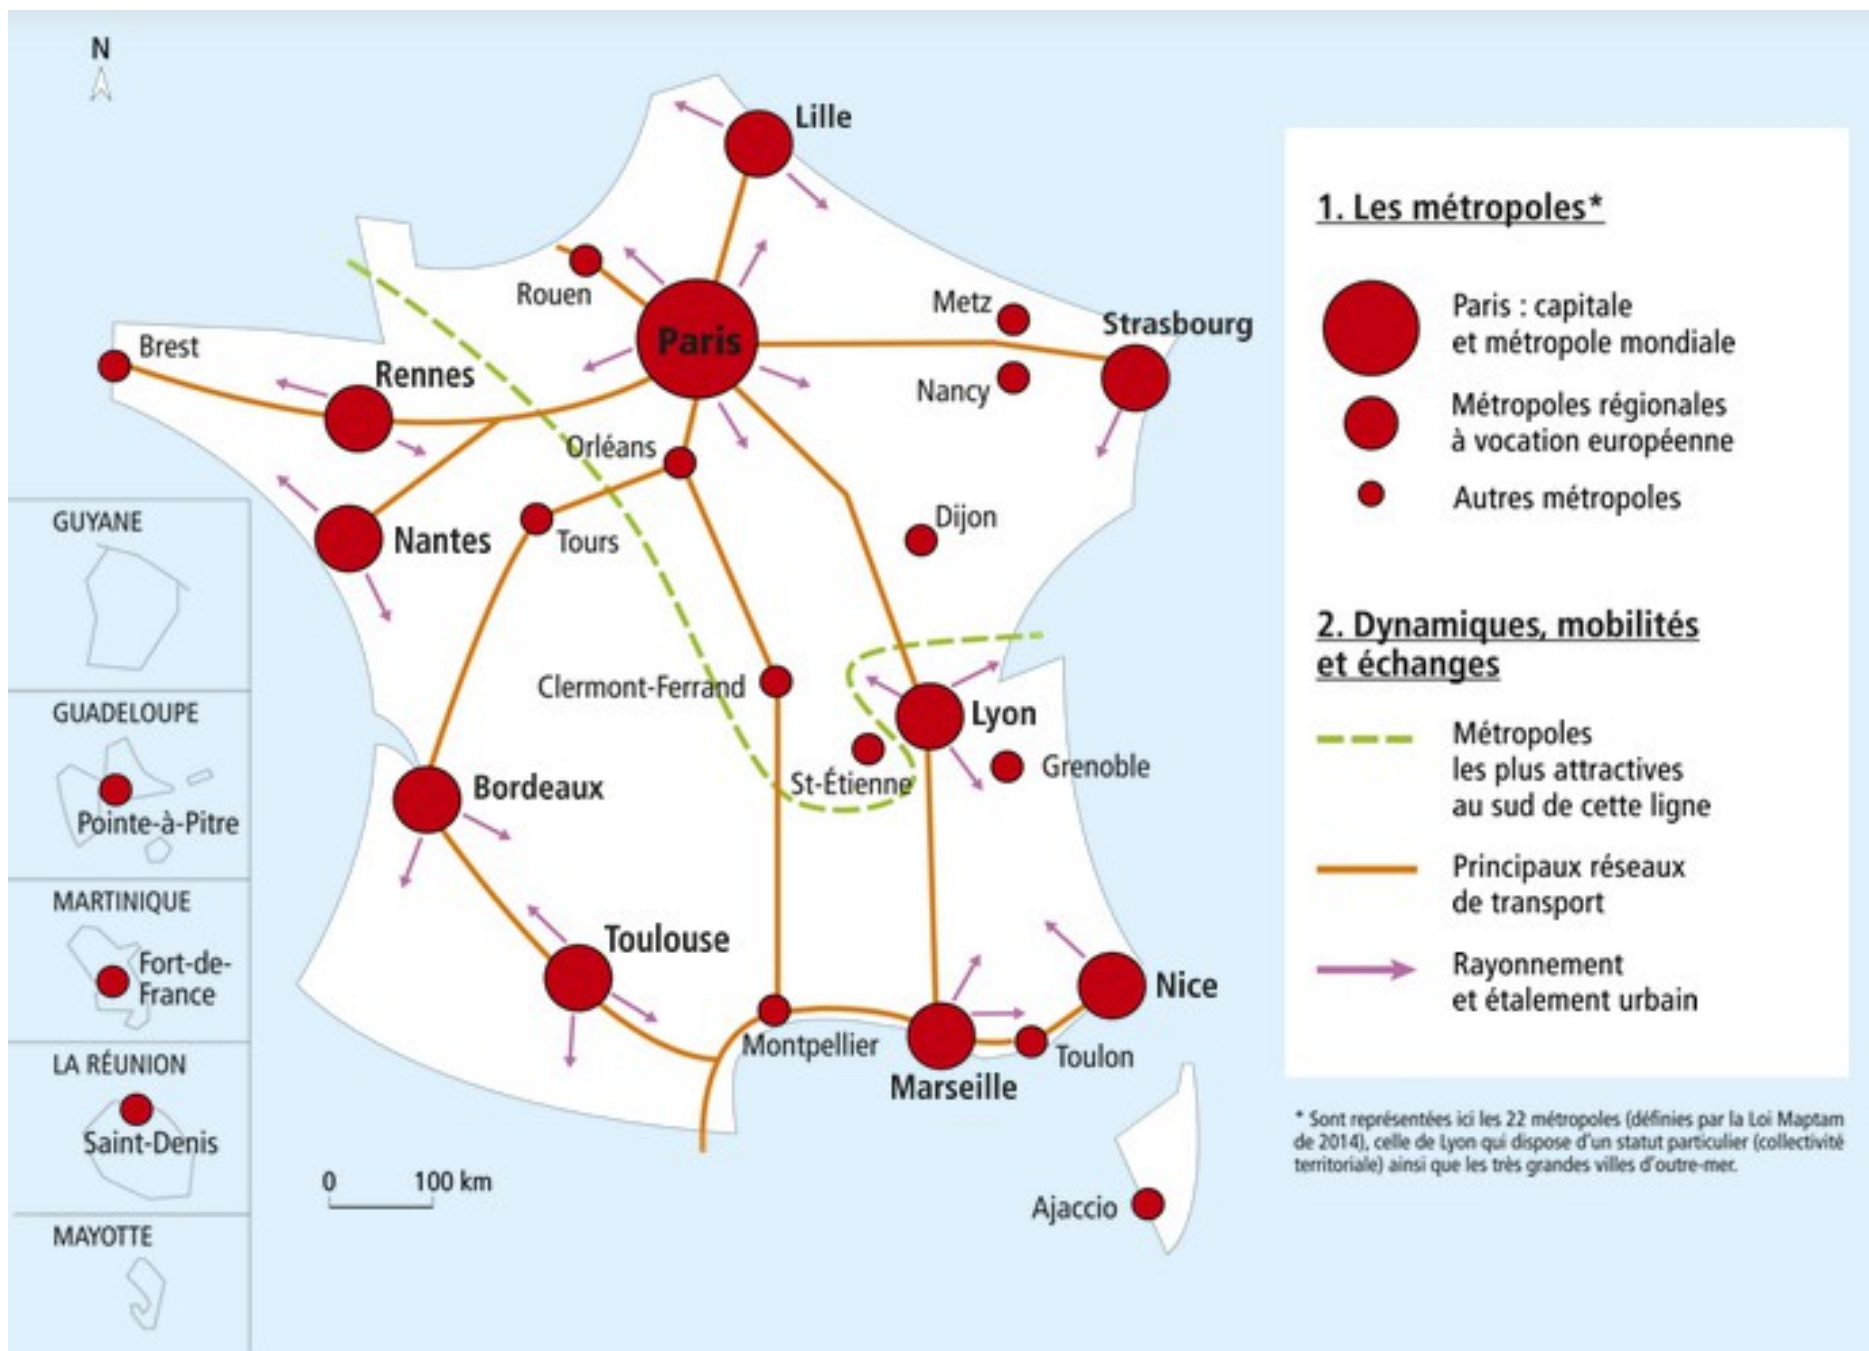 N
Lille
Rouen
Paris
Metz
Strasbourg
Nancy
Brest
Rennes
Orléans
Nantes
Tours
Dijon
Clermont-Ferrand
Lyon
St-Étienne
Grenoble
Bordeaux
Toulouse
Montpellier
Marseille
Toulon
Nice
Ajaccio
0 100 km
GUYANE
GUADELOUPE
Pointe-à-Pitre
MARTINIQUE
Fort-de-
France
LA RÉUNION
Saint-Denis
MAYOTTE
1. Les métropoles*
Paris : capitale
et métropole mondiale
Métropoles régionales
à vocation européenne
Autres métropoles
2. Dynamiques, mobilités
et échanges
Métropoles
les plus attractives
au sud de cette ligne
Principaux réseaux
de transport
Rayonnement
et étalement urbain
* Sont représentées ici les 22 métropoles (définies par la Loi Maptam
de 2014), celle de Lyon qui dispose d'un statut particulier (collectivité
territoriale) ainsi que les très grandes villes d'outre-mer.